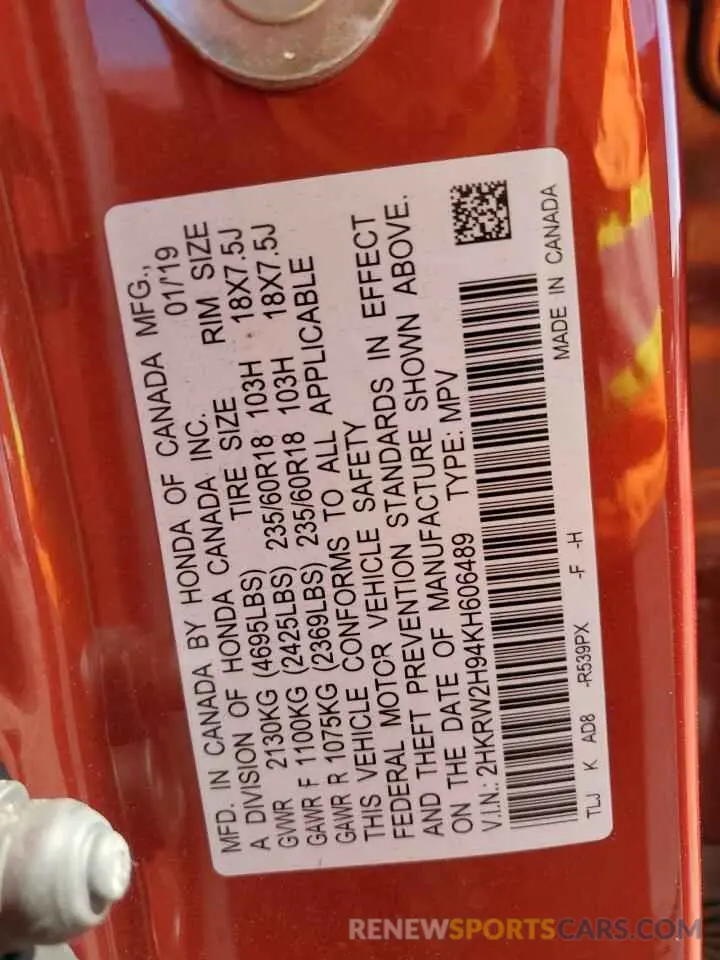 MFD. IN CANADA BY HONDA OF CANADA MFG.,
A DIVISION OF HONDA CANADA INC. 01/'19
TIRE SIZE RIM SIZE
GVWR 2130KG (4695LBS)
GAWR F 1100KG (2425LBS) 235/60R18 103H 18X7.5J
GAWR R 1075KG (2369LBS) 235/60R18 103H 18X7.5J
THIS VEHICLE CONFORMS TO ALL APPLICABLE
FEDERAL MOTOR VEHICLE SAFETY
AND THEFT PREVENTION STANDARDS IN EFFECT
ON THE DATE OF MANUFACTURE SHOWN ABOVE.
V.I.N.: 2HKRW2H94KH606489 TYPE: MPV
TLJ K AD8 -R539PX -F -H MADE IN CANADA
RENEWSPORTSCARS.COM